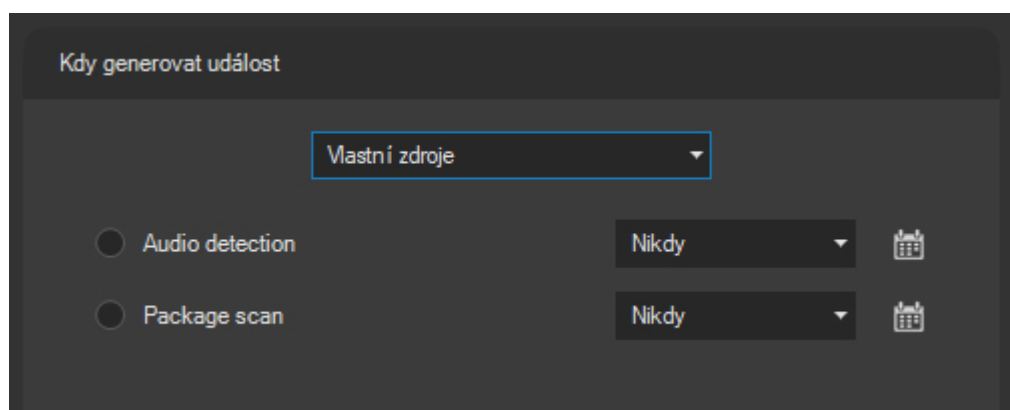 Kdy generovat událost
Vlastní zdroje
Audio detection Nikdy
Package scan Nikdy